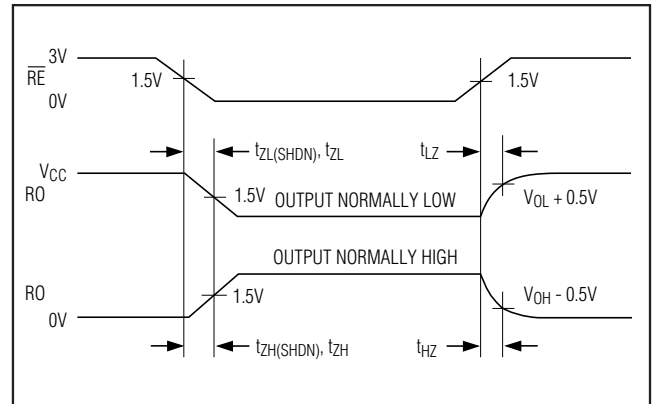 3V
RE
1.5V
1.5V
0V
tZL(SHDN), tZL
tLZ
VCC
RO
1.5V
OUTPUT NORMALLY LOW
VOL + 0.5V
OUTPUT NORMALLY HIGH
RO
1.5V
VOH - 0.5V
0V
tZH(SHDN), tZH
tHZ